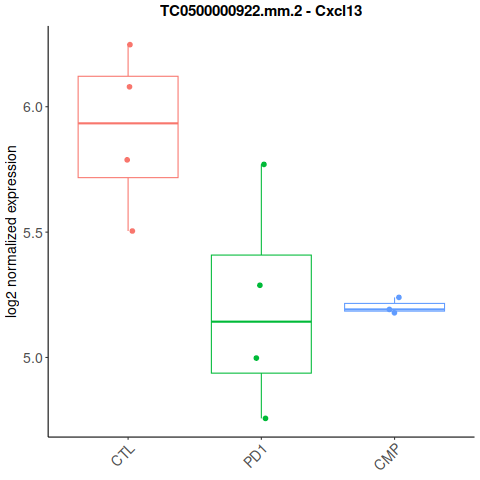 TC0500000922.mm.2 - Cxcl13
log2 normalized expression
6.0
5.5
5.0
CTL
PD1
CMP